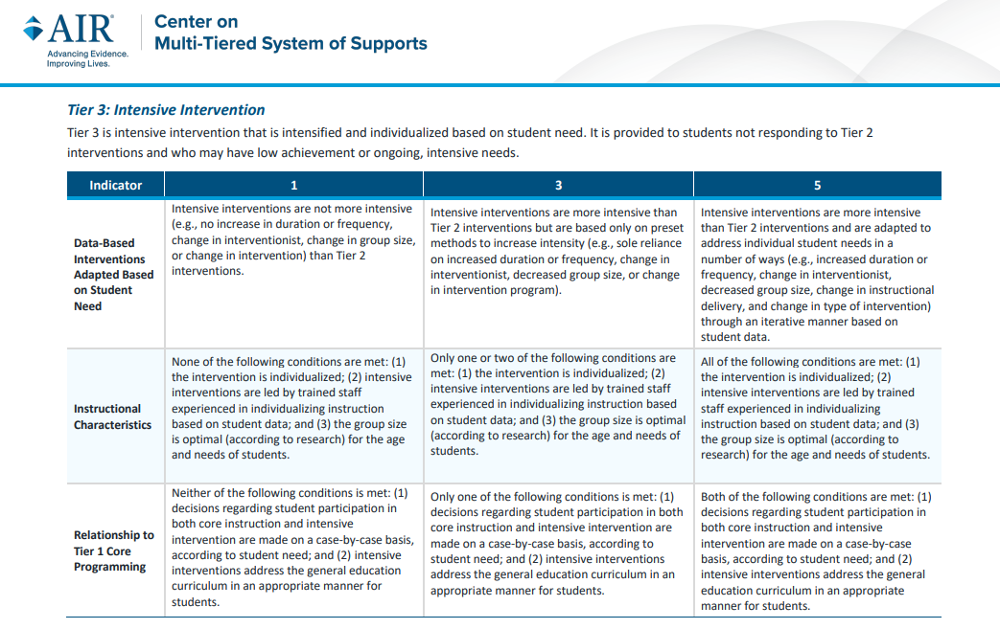 AIR®
Advancing Evidence.
Improving Lives.
Center on
Multi-Tiered System of Supports
Tier 3: Intensive Intervention
Tier 3 is intensive intervention that is intensified and individualized based on student need. It is provided to students not responding to Tier 2
interventions and who may have low achievement or ongoing, intensive needs.
Indicator
1
3
5
Data-Based
Interventions
Adapted Based
on Student
Need
Intensive interventions are not more intensive
(e.g., no increase in duration or frequency,
change in interventionist, change in group size,
or change in intervention) than Tier 2
interventions.
Intensive interventions are more intensive than
Tier 2 interventions but are based only on preset
methods to increase intensity (e.g., sole reliance
on increased duration or frequency, change in
interventionist, decreased group size, or change
in intervention program).
Intensive interventions are more intensive
than Tier 2 interventions and are adapted to
address individual student needs in a
number of ways (e.g., increased duration or
frequency, change in interventionist,
decreased group size, change in instructional
delivery, and change in type of intervention)
through an iterative manner based on
student data.
Instructional
Characteristics
None of the following conditions are met: (1)
the intervention is individualized; (2) intensive
interventions are led by trained staff
experienced in individualizing instruction
based on student data; and (3) the group size
is optimal (according to research) for the age
and needs of students.
Only one or two of the following conditions are
met: (1) the intervention is individualized; (2)
intensive interventions are led by trained staff
experienced in individualizing instruction based
on student data; and (3) the group size is optimal
(according to research) for the age and needs of
students.
All of the following conditions are met: (1)
the intervention is individualized; (2)
intensive interventions are led by trained
staff experienced in individualizing
instruction based on student data; and (3)
the group size is optimal (according to
research) for the age and needs of students.
Relationship to
Tier 1 Core
Programming
Neither of the following conditions is met: (1)
decisions regarding student participation in
both core instruction and intensive
intervention are made on a case-by-case basis,
according to student need; and (2) intensive
interventions address the general education
curriculum in an appropriate manner for
students.
Only one of the following conditions is met: (1)
decisions regarding student participation in both
core instruction and intensive intervention are
made on a case-by-case basis, according to
student need; and (2) intensive interventions
address the general education curriculum in an
appropriate manner for students.
Both of the following conditions are met: (1)
decisions regarding student participation in
both core instruction and intensive
intervention are made on a case-by-case
basis, according to student need; and (2)
intensive interventions address the general
education curriculum in an appropriate
manner for students.